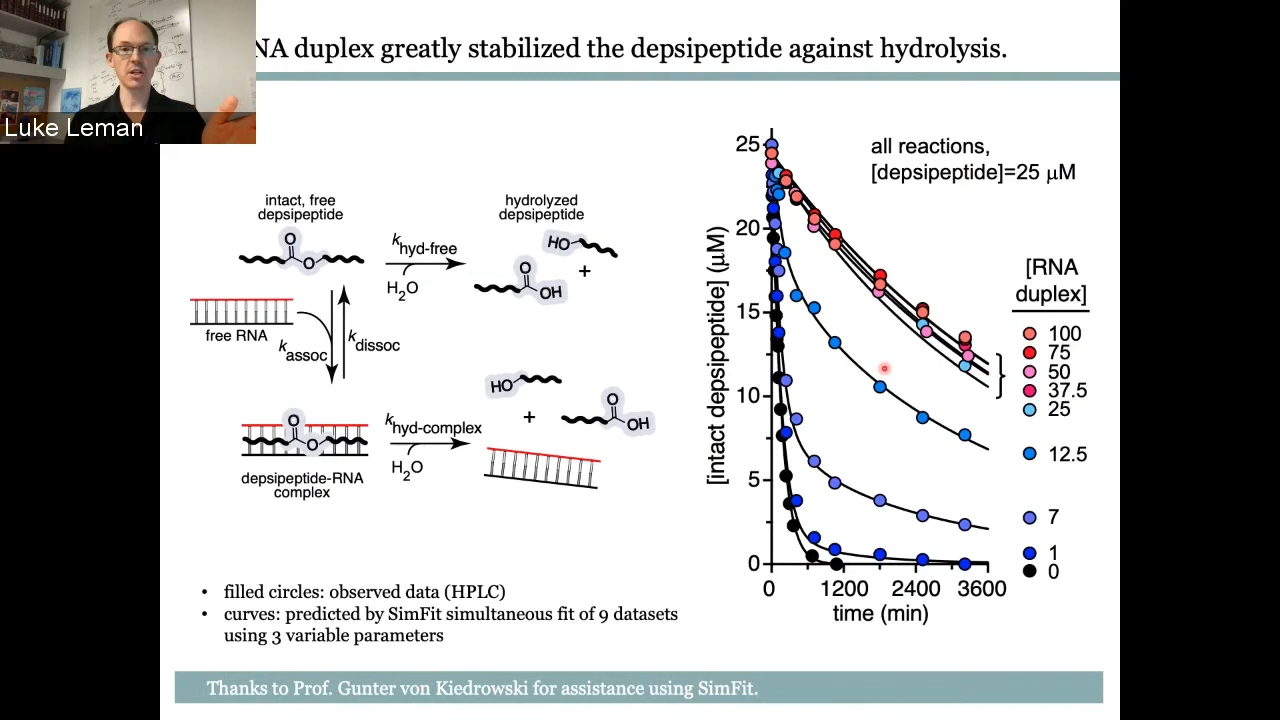 NA duplex greatly stabilized the depsipeptide against hydrolysis.
Luke Leman
intact, free
depsipeptide
hydrolyzed
depsipeptide
O
O
k hyd-free
H2O
HO
+
O
OH
free RNA
k assoc
k dissoc
O
O
depsipeptide-RNA
complex
k hyd-complex
H2O
HO
+
O
OH
all reactions,
[depsipeptide]=25 μM
[intact depsipeptide] (μM)
25
20
15
10
5
0
0 1200 2400 3600
time (min)
[RNA
duplex]
100
75
50
37.5
25
12.5
7
1
0
• filled circles: observed data (HPLC)
• curves: predicted by SimFit simultaneous fit of 9 datasets
using 3 variable parameters
Thanks to Prof. Gunter von Kiedrowski for assistance using SimFit.